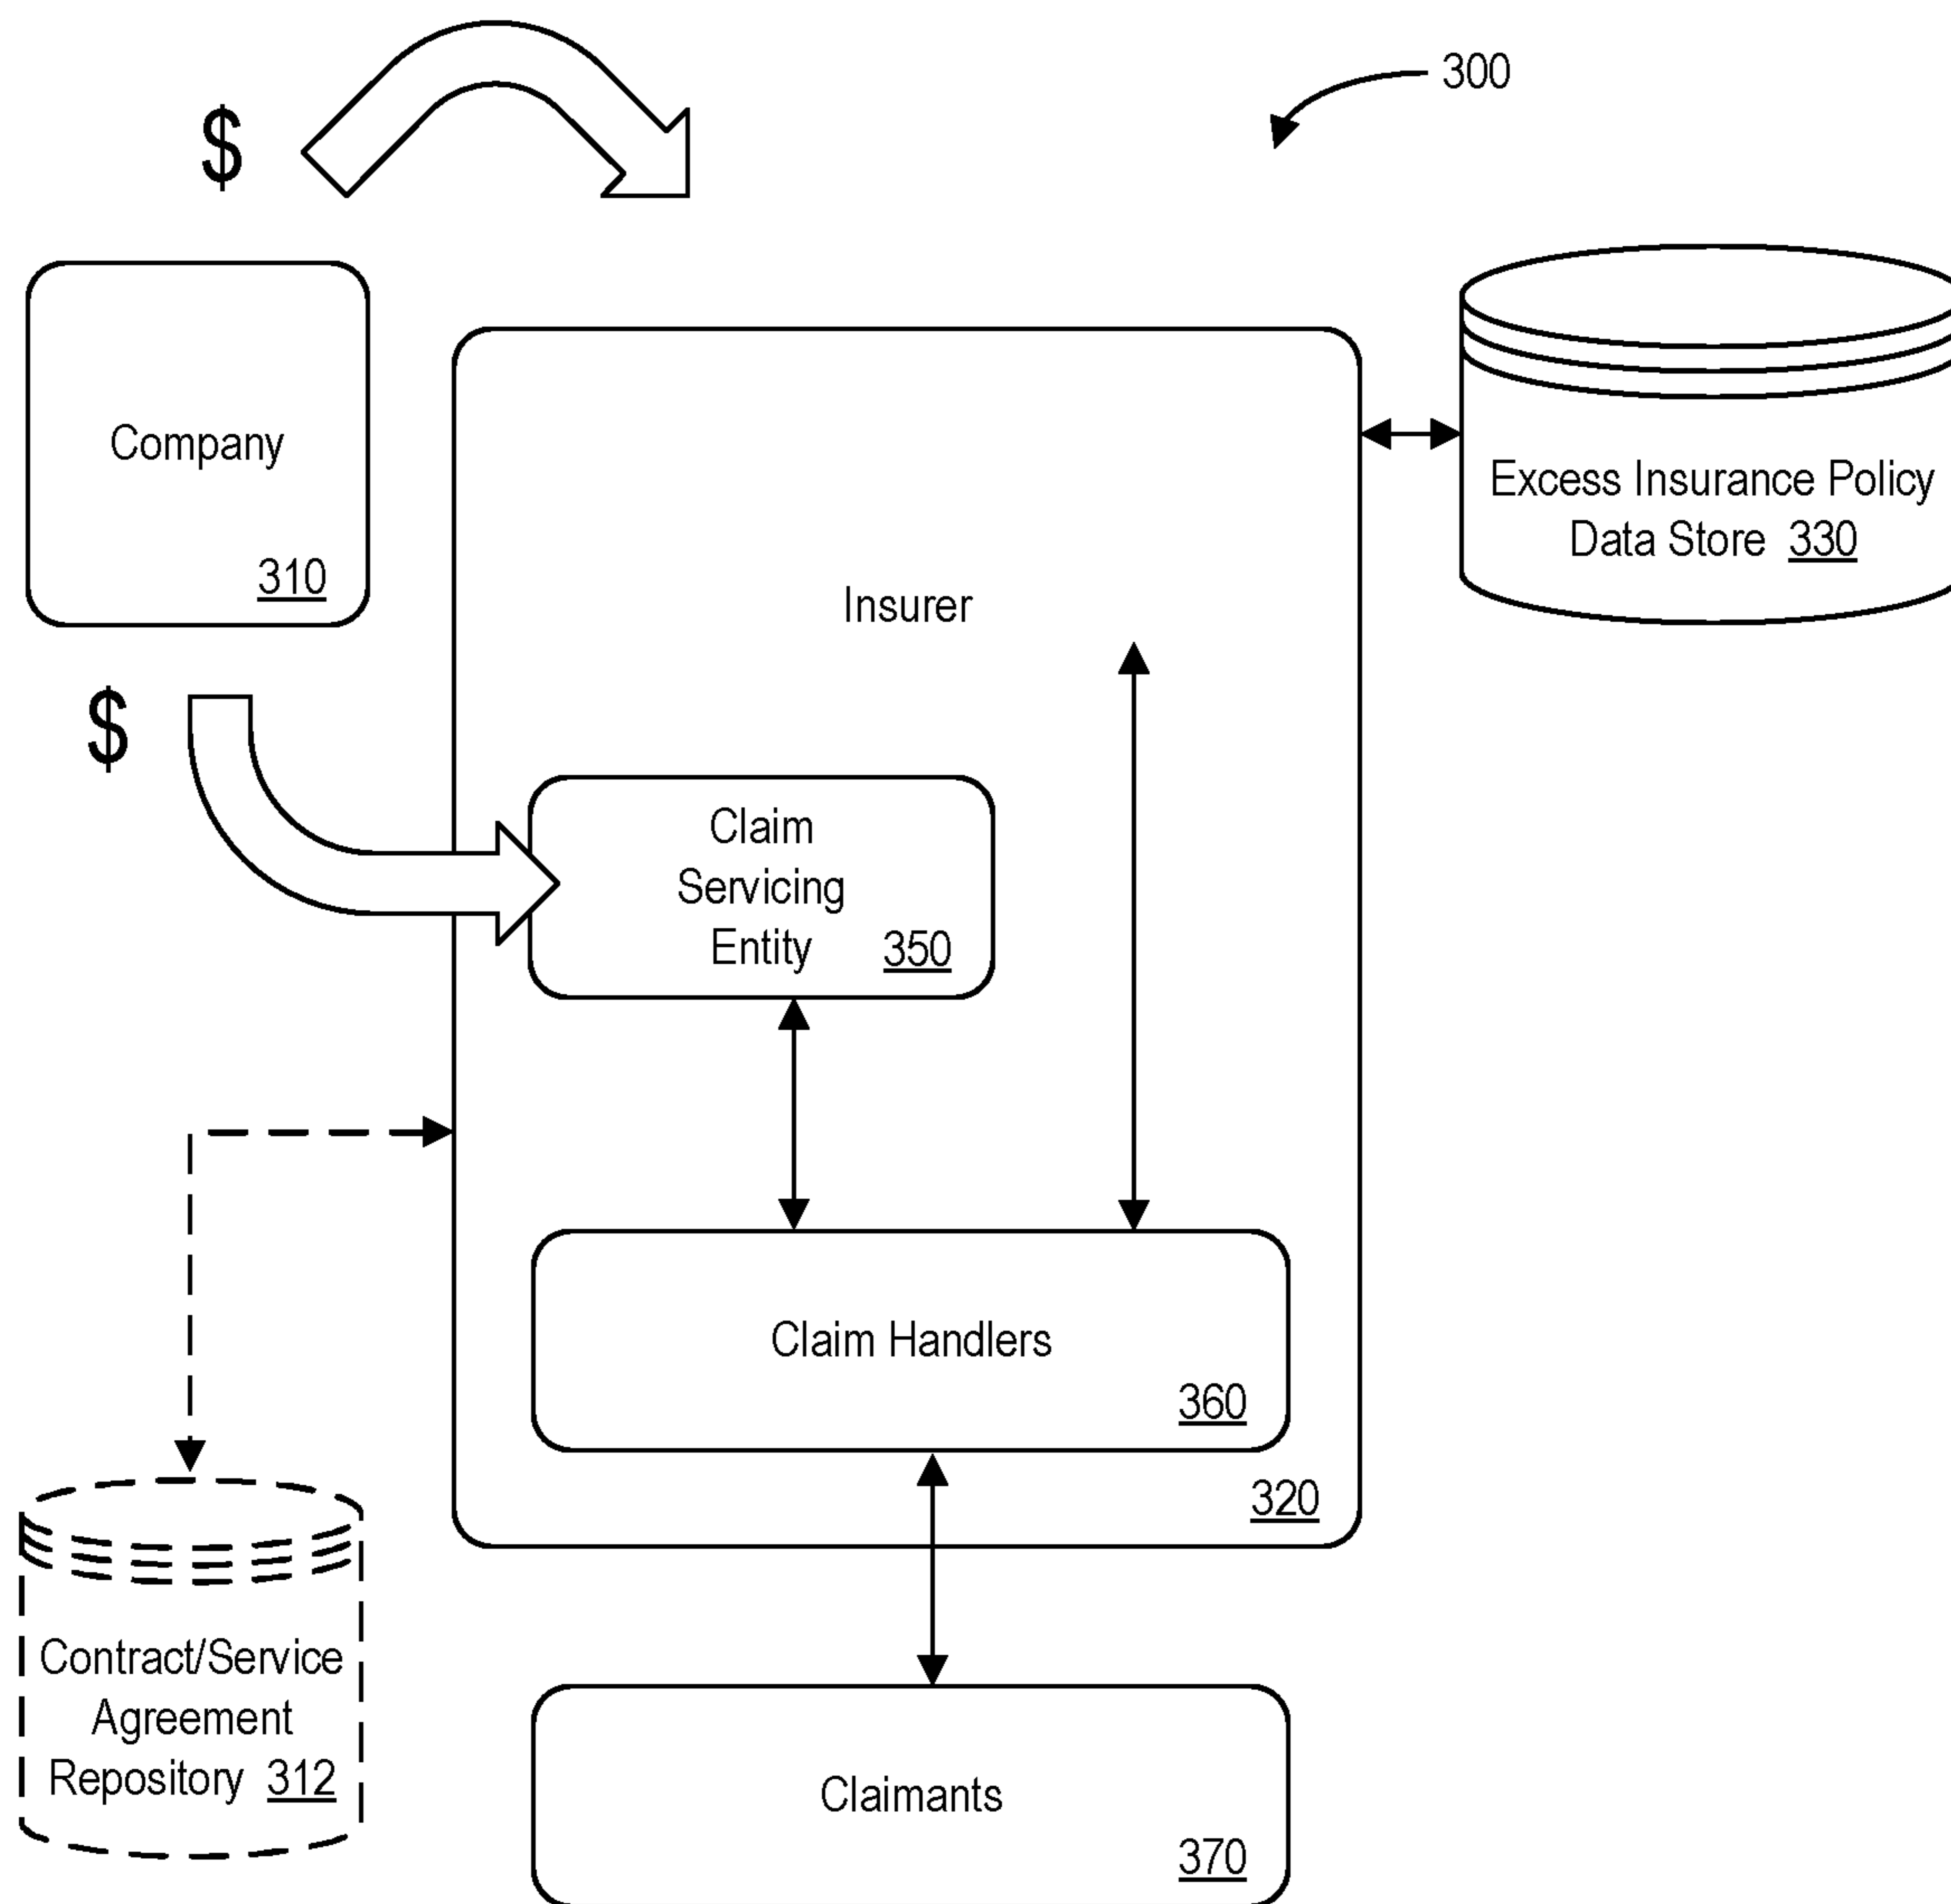 300
$
Company
310
Excess Insurance Policy
Data Store 330
Insurer
$
Claim
Servicing
Entity 350
Claim Handlers
360
320
Contract/Service
Agreement
Repository 312
Claimants
370